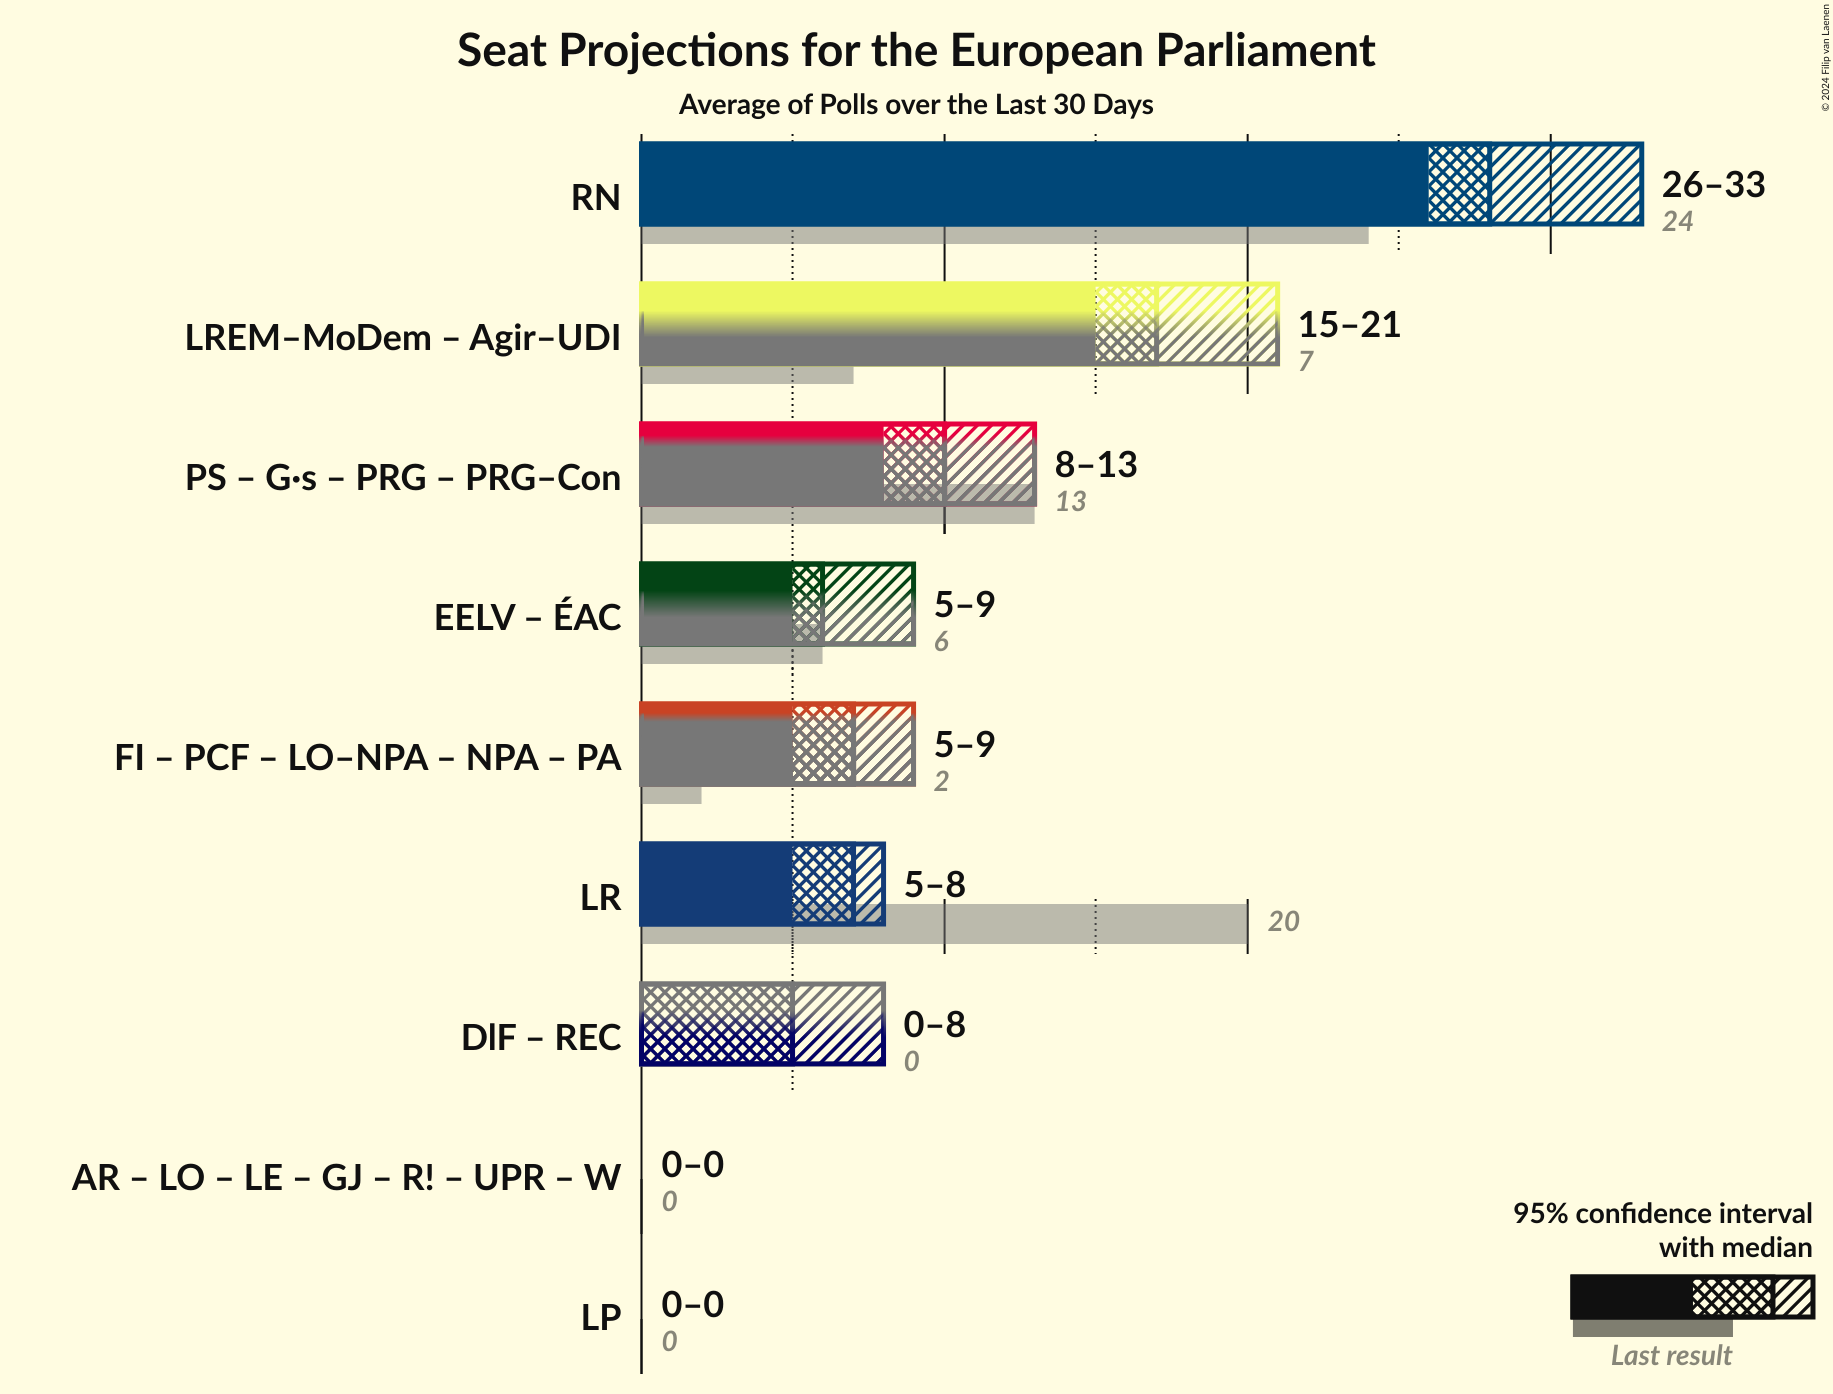 Seat Projections for the European Parliament
Average of Polls over the Last 30 Days
© 2024 Filip van Laenen
RN
26–33
24
LREM–MoDem – Agir–UDI
15–21
7
PS – G·s – PRG – PRG–Con
8–13
13
EELV – ÉAC
5–9
6
FI – PCF – LO–NPA – NPA – PA
5–9
2
LR
5–8
20
DlF – REC
0–8
0
AR – LO – LE – GJ – R! – UPR – W
0–0
0
LP
0–0
0
95% confidence interval
with median
Last result